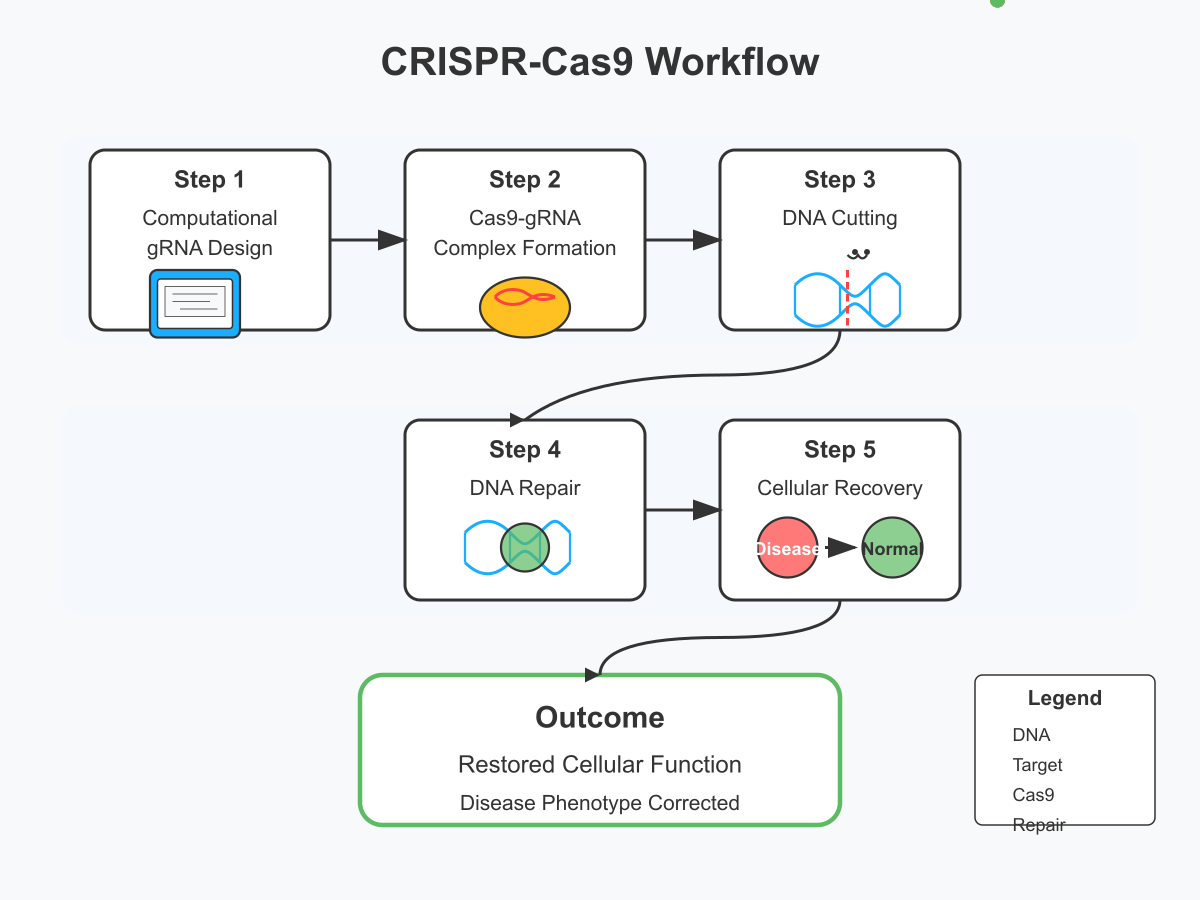 CRISPR-Cas9 Workflow
Step 1
Computational
gRNA Design
Step 2
Cas9-gRNA
Complex Formation
Step 3
DNA Cutting
Step 4
DNA Repair
Step 5
Cellular Recovery
Disease
Normal
Outcome
Restored Cellular Function
Disease Phenotype Corrected
Legend
DNA
Target
Cas9
Repair